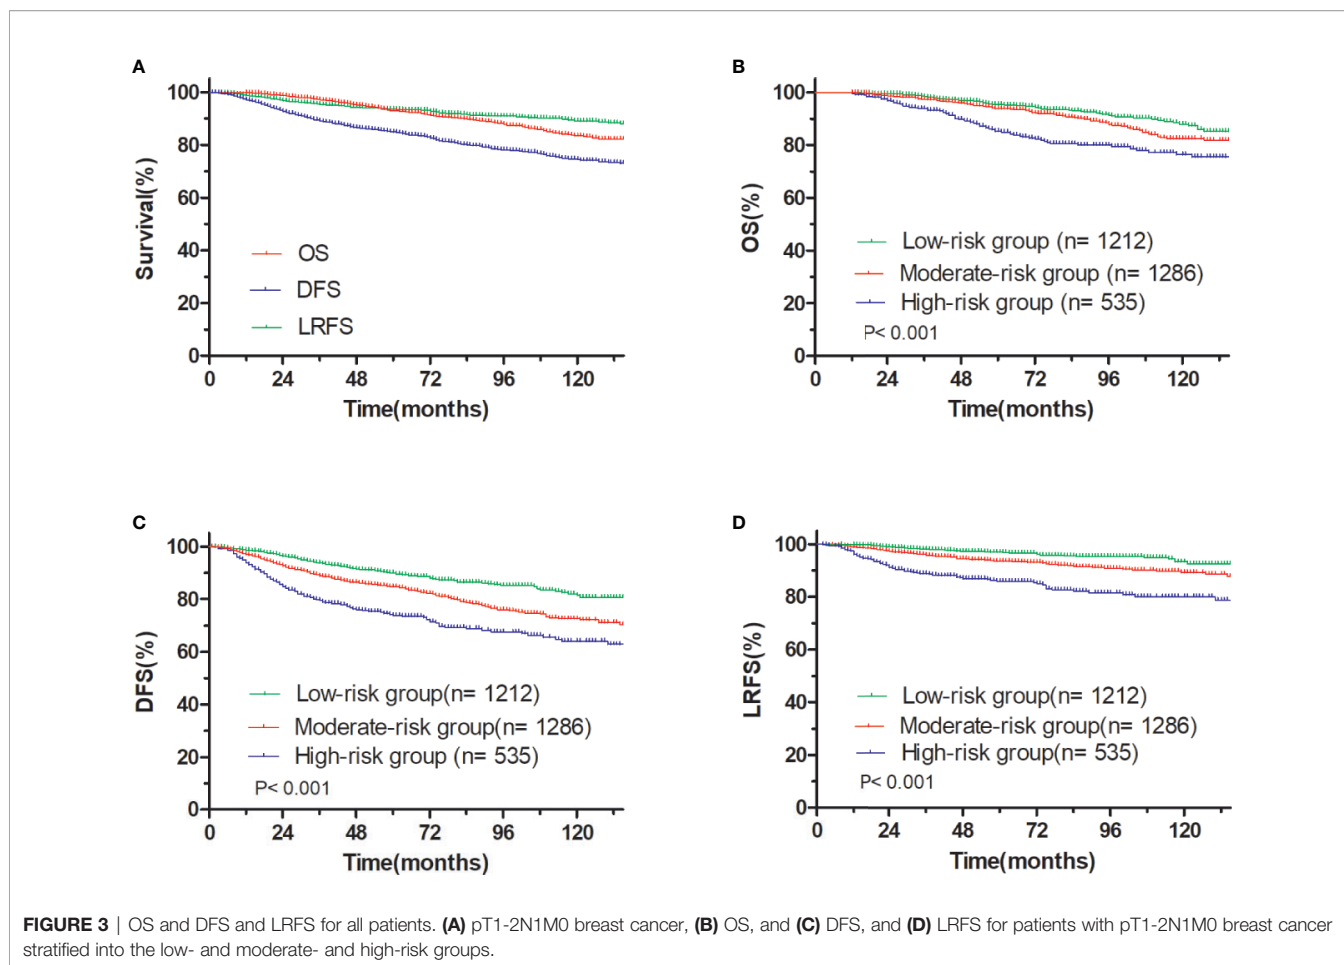 A
100
80
60
40
20
0
Survival(%)
OS
DFS
LRFS
0 24 48 72 96 120
Time(months)
B
100
80
60
40
20
0
OS(%)
Low-risk group (n= 1212)
Moderate-risk group (n= 1286)
High-risk group (n= 535)
P< 0.001
0 24 48 72 96 120
Time(months)
C
100
80
60
40
20
0
DFS(%)
Low-risk group(n= 1212)
Moderate-risk group(n= 1286)
High-risk group (n= 535)
P< 0.001
0 24 48 72 96 120
Time(months)
D
100
80
60
40
20
0
LRFS(%)
Low-risk group(n= 1212)
Moderate-risk group(n= 1286)
High-risk group(n= 535)
P< 0.001
0 24 48 72 96 120
Time(months)
FIGURE 3 | OS and DFS and LRFS for all patients. (A) pT1-2N1M0 breast cancer, (B) OS, and (C) DFS, and (D) LRFS for patients with pT1-2N1M0 breast cancer
stratified into the low- and moderate- and high-risk groups.